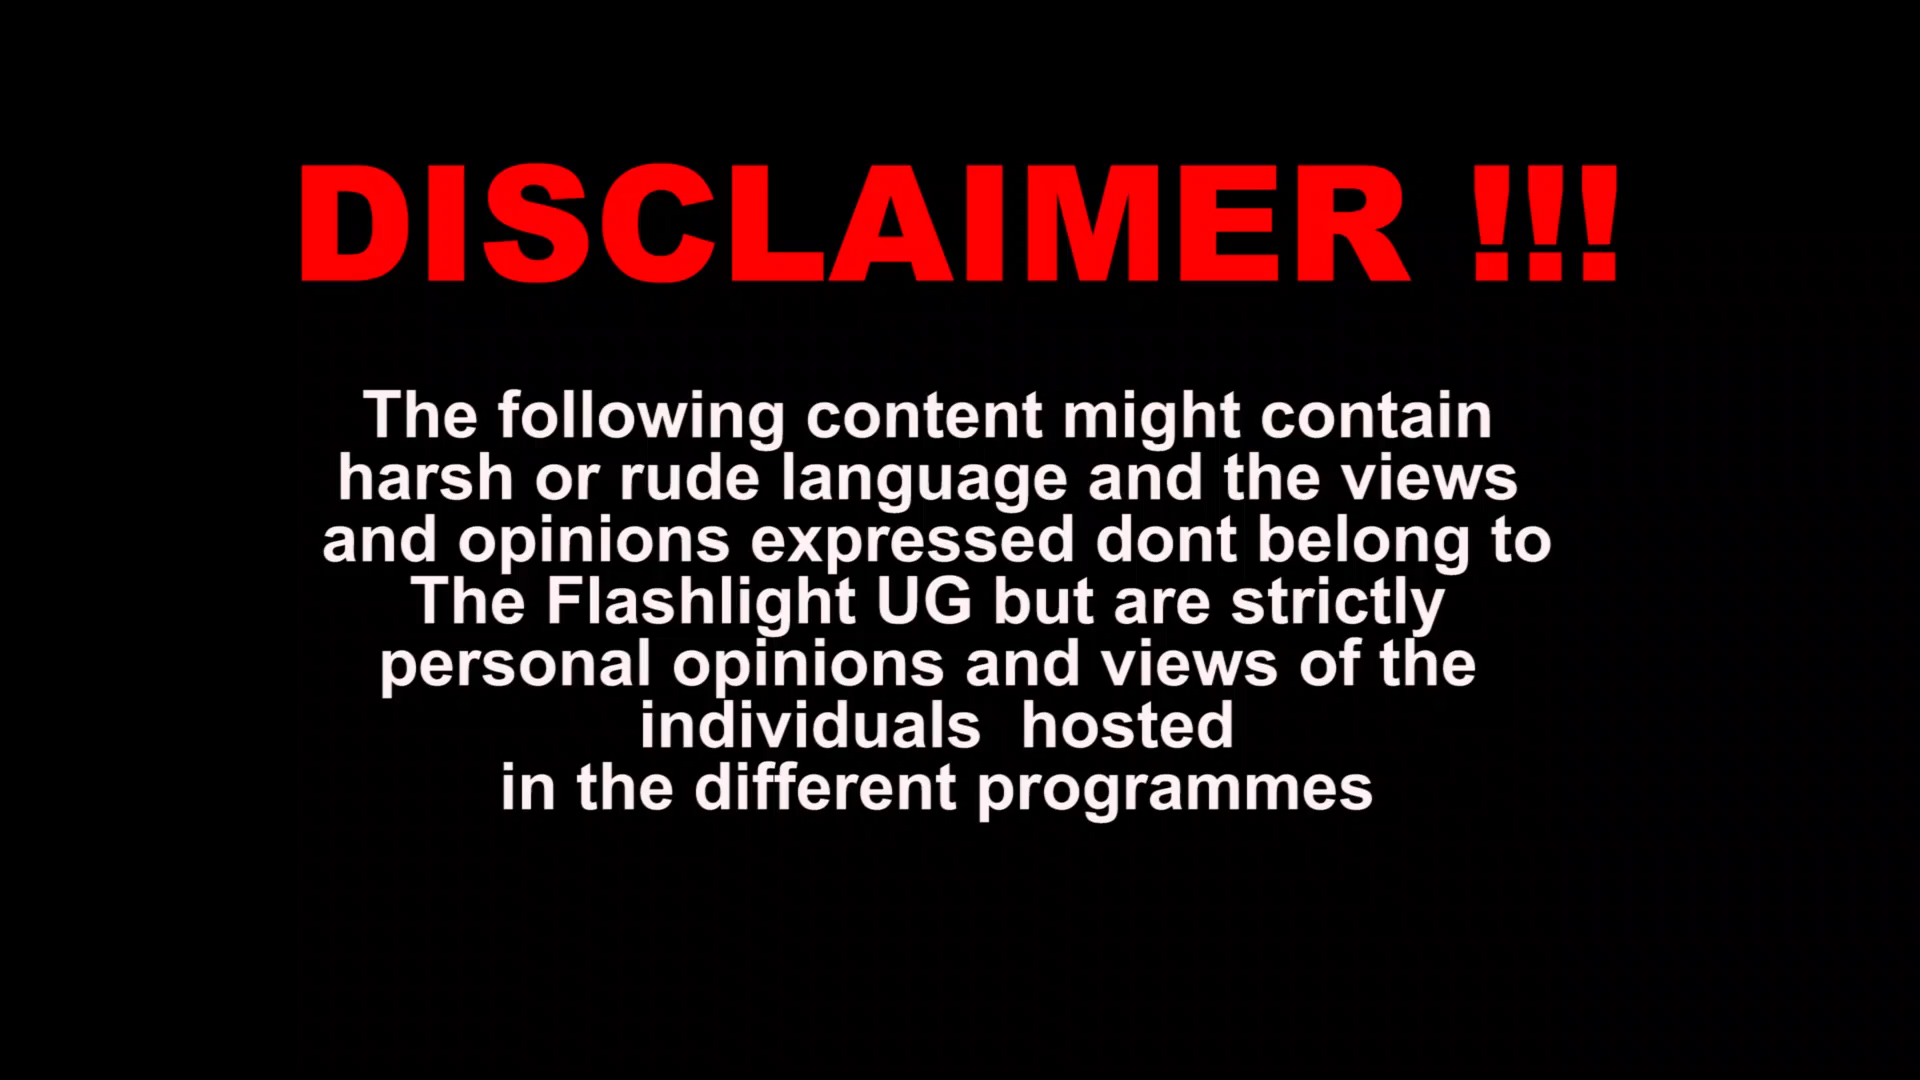 DISCLAIMER !!!
The following content might contain
harsh or rude language and the views
and opinions expressed dont belong to
The Flashlight UG but are strictly
personal opinions and views of the
individuals  hosted
in the different programmes